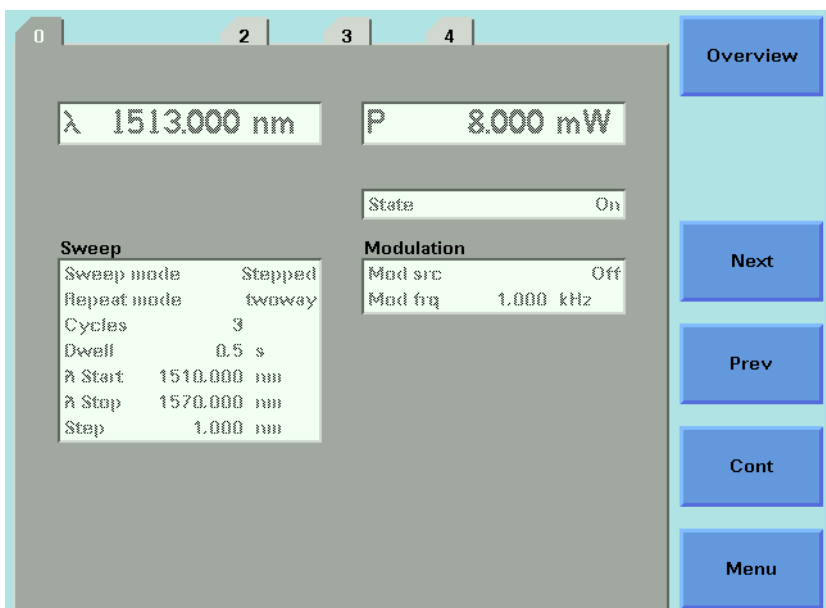 0 2 3 4
Overview
λ 1513.000 nm P 8.000 mW
State On
Sweep Modulation
Next
Sweep mode Stepped Mod src Off
Repeat mode twoway Mod frq 1.000 kHz
Cycles 3
Dwell 0.5 s
Prev
λ Start 1510.000 nm
λ Stop 1570.000 nm
Step 1.000 nm
Cont
Menu